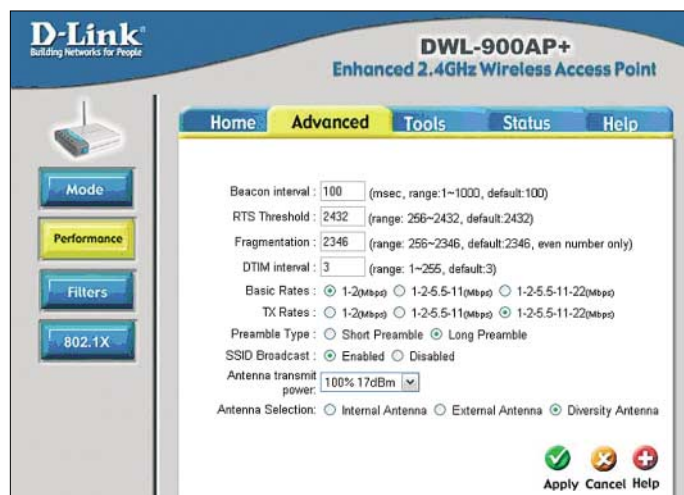 D-Link
Building Networks for People
DWL-900AP+
Enhanced 2.4GHz Wireless Access Point
Home Advanced Tools Status Help
Mode
Performance
Filters
802.1X
Beacon interval : 100 (msec, range:1~1000, default:100)
RTS Threshold : 2432 (range: 256~2432, default:2432)
Fragmentation : 2346 (range: 256~2346, default:2346, even number only)
DTIM interval : 3 (range: 1~255, default:3)
Basic Rates : 1-2(Mbps) 1-2-5.5-11(Mbps) 1-2-5.5-11-22(Mbps)
TX Rates : 1-2(Mbps) 1-2-5.5-11(Mbps) 1-2-5.5-11-22(Mbps)
Preamble Type : Short Preamble Long Preamble
SSID Broadcast : Enabled Disabled
Antenna transmit
power: 100% 17dBm
Antenna Selection: Internal Antenna External Antenna Diversity Antenna
Apply Cancel Help